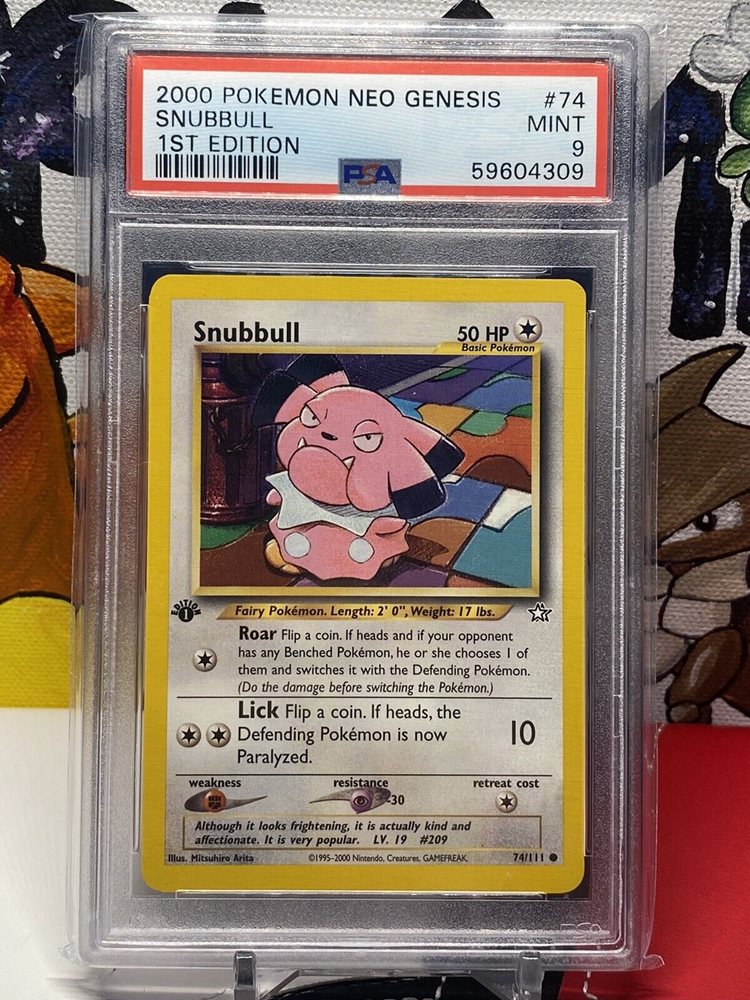 2000 POKEMON NEO GENESIS #74
SNUBBULL MINT
1ST EDITION 9
PSA 59604309
Snubbull 50 HP
Basic Pokémon
EDITION 1
Fairy Pokémon. Length: 2' 0", Weight: 17 lbs.
Roar Flip a coin. If heads and if your opponent
has any Benched Pokémon, he or she chooses 1 of
them and switches it with the Defending Pokémon.
(Do the damage before switching the Pokémon.)
Lick Flip a coin. If heads, the
Defending Pokémon is now 10
Paralyzed.
weakness resistance retreat cost
-30
Although it looks frightening, it is actually kind and
affectionate. It is very popular. LV. 19 #209
Illus. Mitsuhiro Arita ©1995-2000 Nintendo, Creatures, GAMEFREAK. 74/111